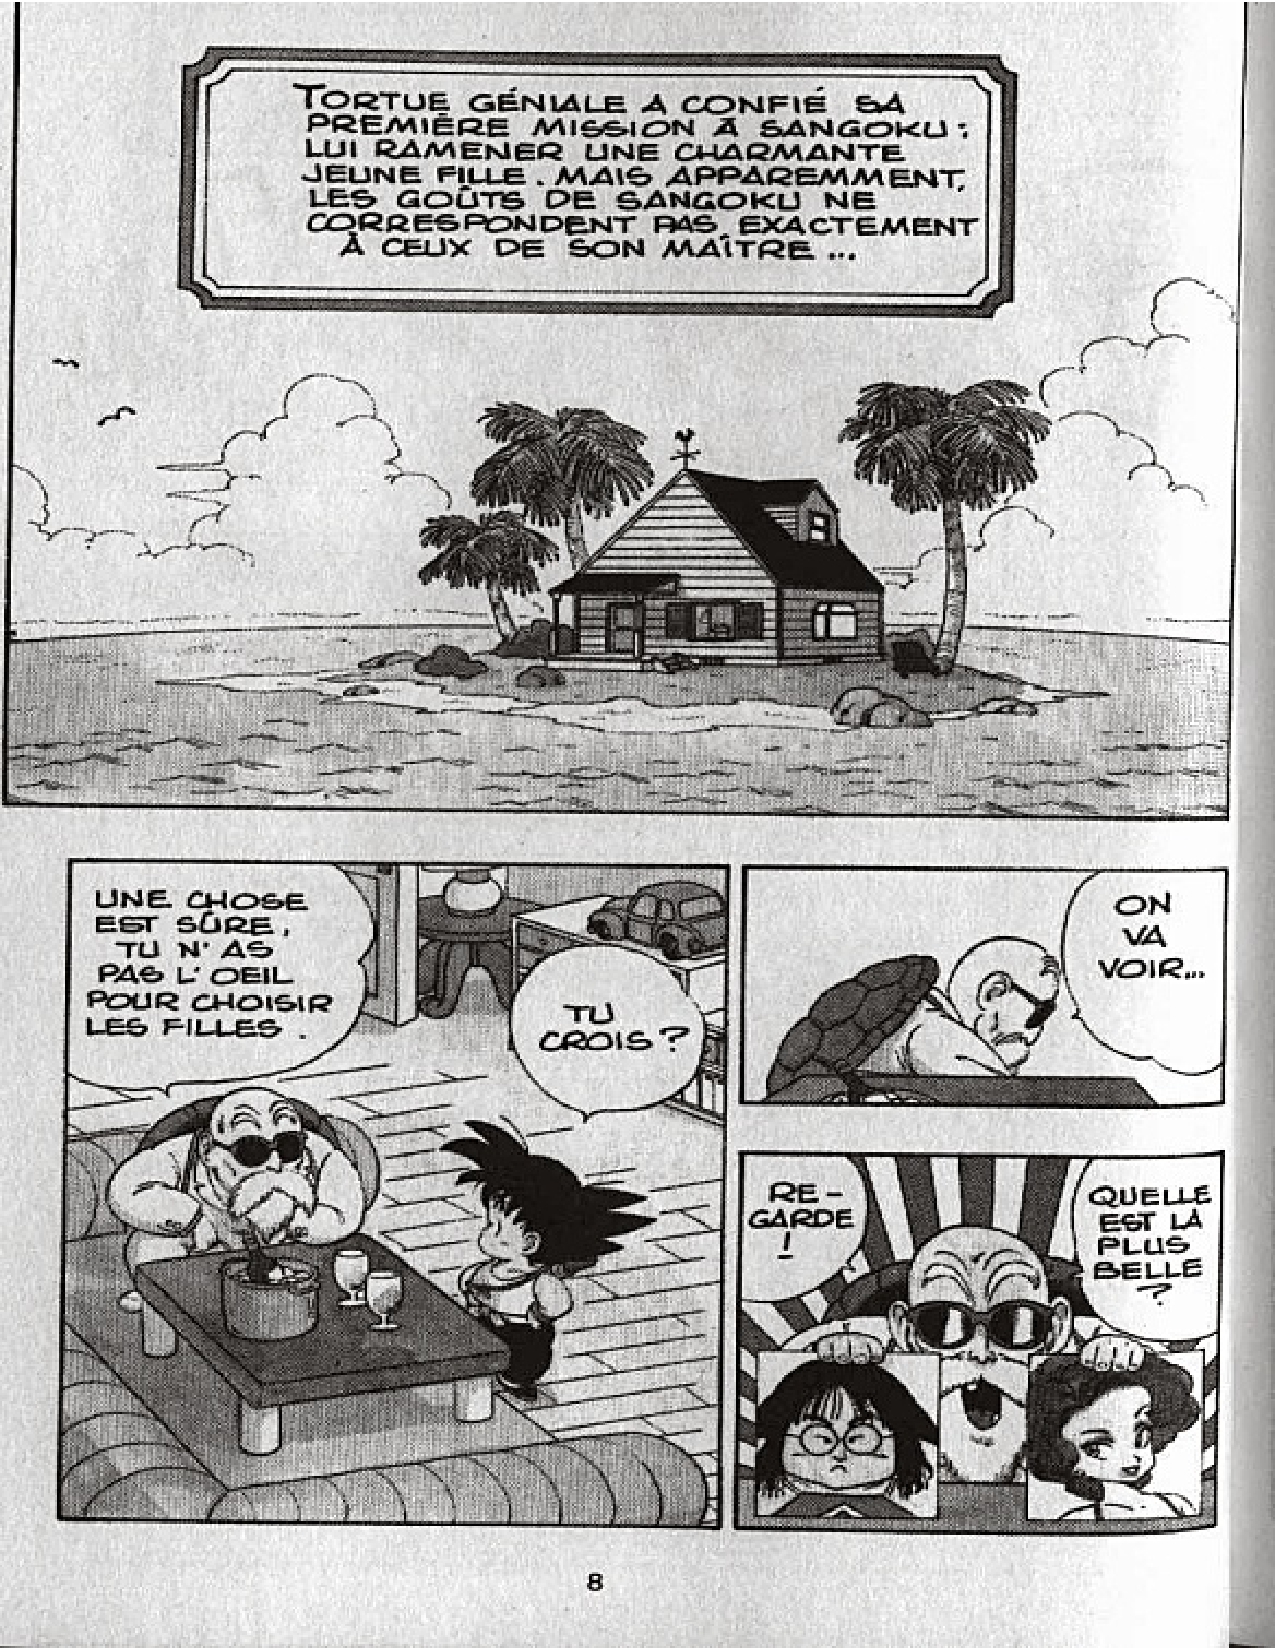 TORTUE GÉNIALE A CONFIÉ SA
PREMIÈRE MISSION À SANGOKU :
LUI RAMENER UNE CHARMANTE
JEUNE FILLE. MAIS APPAREMMENT,
LES GOÛTS DE SANGOKU NE
CORRESPONDENT PAS EXACTEMENT
À CEUX DE SON MAÎTRE ...
UNE CHOSE
EST SÛRE,
TU N'AS
PAS L'OEIL
POUR CHOISIR
LES FILLES.
TU
CROIS ?
ON
VA
VOIR...
RE-
GARDE
!
QUELLE
EST LA
PLUS
BELLE
?
8